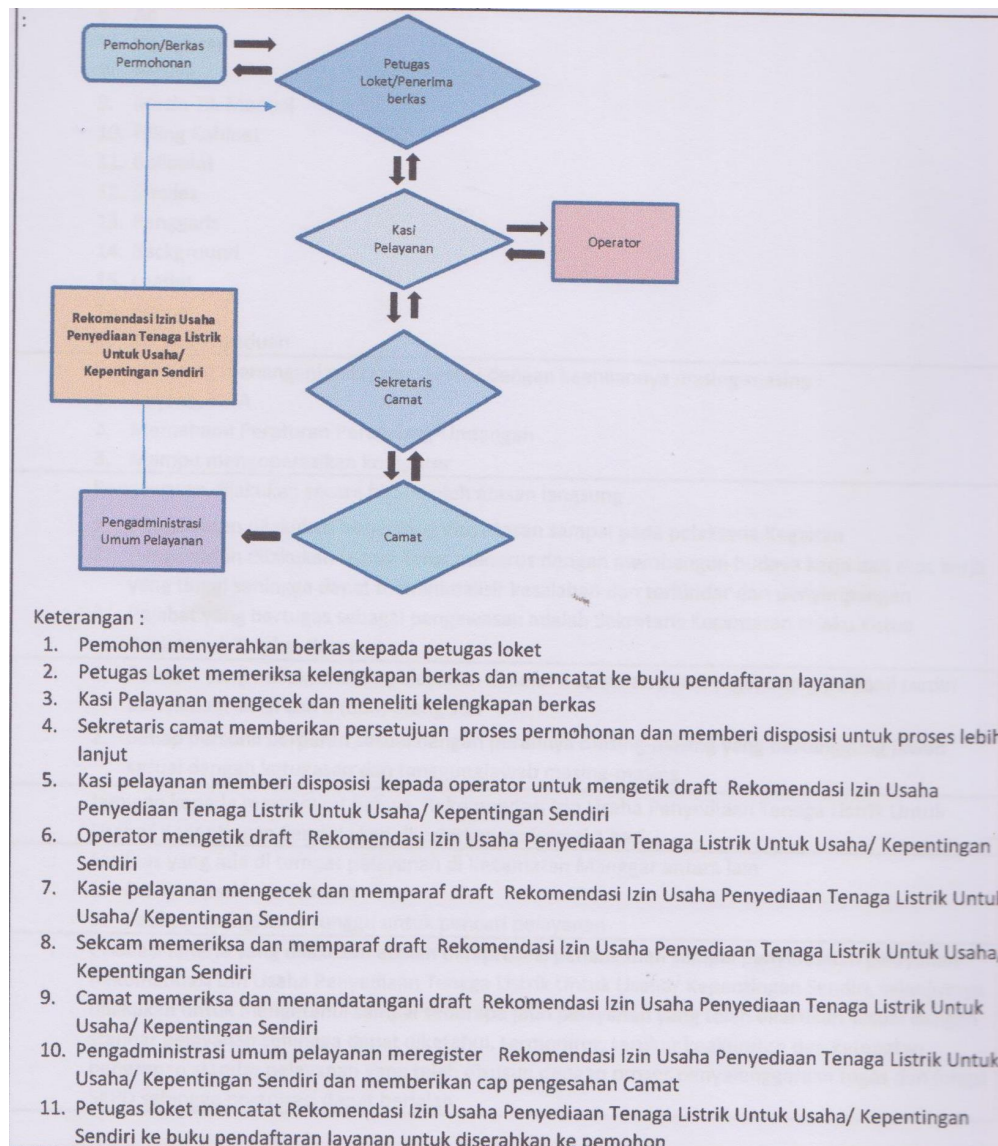 :
Pemohon/Berkas
Permohonan
Petugas
Loket/Penerima
berkas
Kasi
Pelayanan
Operator
Rekomendasi Izin Usaha
Penyediaan Tenaga Listrik
Untuk Usaha/
Kepentingan Sendiri
Sekretaris
Camat
Pengadministrasi
Umum Pelayanan
Camat
Keterangan :
1. Pemohon menyerahkan berkas kepada petugas loket
2. Petugas Loket memeriksa kelengkapan berkas dan mencatat ke buku pendaftaran layanan
3. Kasi Pelayanan mengecek dan meneliti kelengkapan berkas
4. Sekretaris camat memberikan persetujuan proses permohonan dan memberi disposisi untuk proses lebih
lanjut
5. Kasi pelayanan memberi disposisi kepada operator untuk mengetik draft Rekomendasi Izin Usaha
Penyediaan Tenaga Listrik Untuk Usaha/ Kepentingan Sendiri
6. Operator mengetik draft Rekomendasi Izin Usaha Penyediaan Tenaga Listrik Untuk Usaha/ Kepentingan
Sendiri
7. Kasie pelayanan mengecek dan memparaf draft Rekomendasi Izin Usaha Penyediaan Tenaga Listrik Untuk
Usaha/ Kepentingan Sendiri
8. Sekcam memeriksa dan memparaf draft Rekomendasi Izin Usaha Penyediaan Tenaga Listrik Untuk Usaha/
Kepentingan Sendiri
9. Camat memeriksa dan menandatangani draft Rekomendasi Izin Usaha Penyediaan Tenaga Listrik Untuk
Usaha/ Kepentingan Sendiri
10. Pengadministrasi umum pelayanan meregister Rekomendasi Izin Usaha Penyediaan Tenaga Listrik Untuk
Usaha/ Kepentingan Sendiri dan memberikan cap pengesahan Camat
11. Petugas loket mencatat Rekomendasi Izin Usaha Penyediaan Tenaga Listrik Untuk Usaha/ Kepentingan
Sendiri ke buku pendaftaran layanan untuk diserahkan ke pemohon